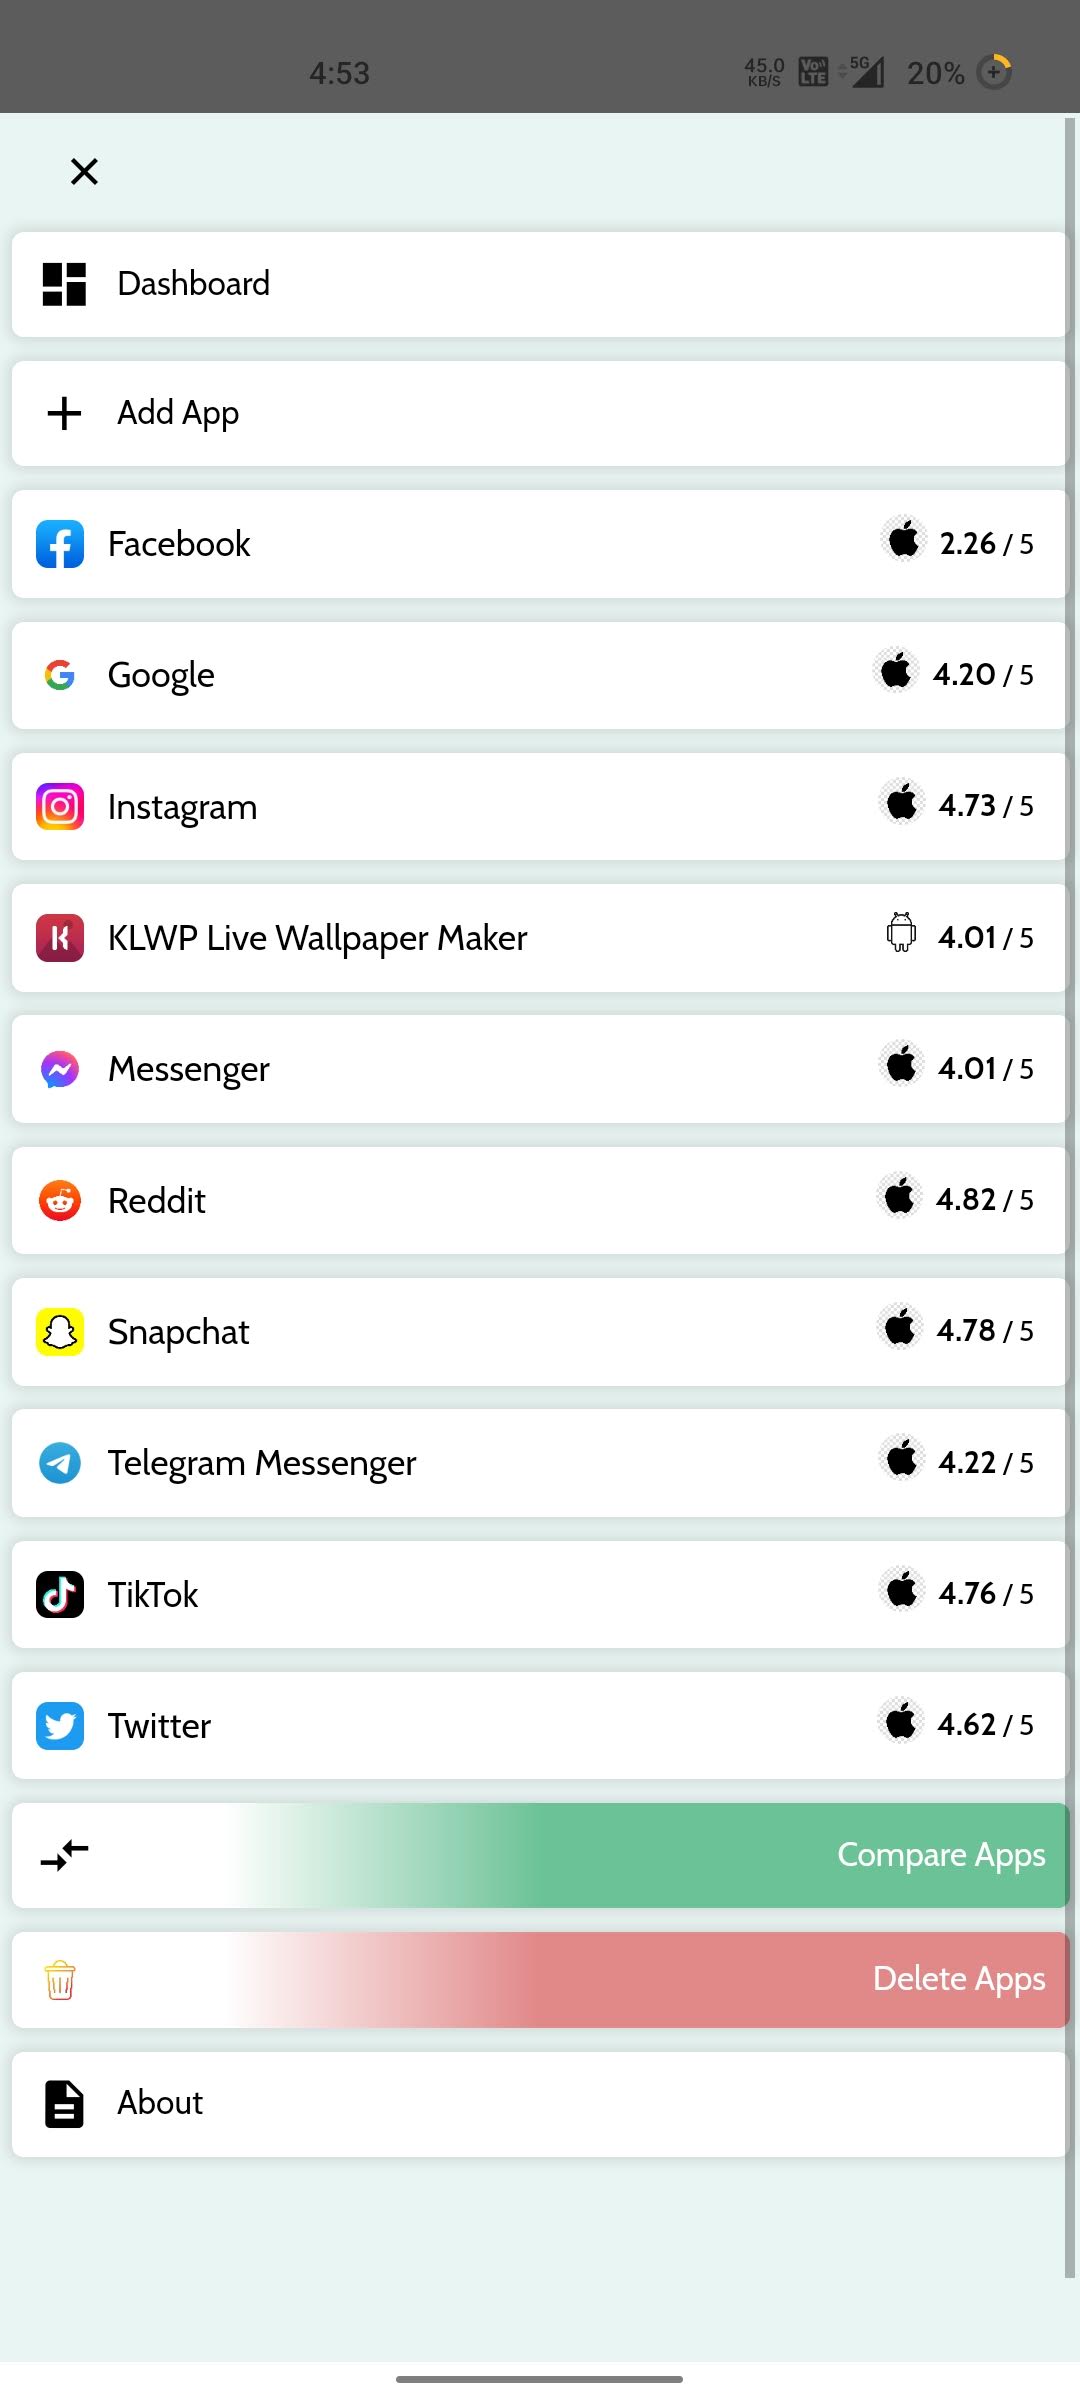 4:53 45.0 KB/S Vo)) LTE 5G 20%
Dashboard
Add App
Facebook 2.26 / 5
Google 4.20 / 5
Instagram 4.73 / 5
KLWP Live Wallpaper Maker 4.01 / 5
Messenger 4.01 / 5
Reddit 4.82 / 5
Snapchat 4.78 / 5
Telegram Messenger 4.22 / 5
TikTok 4.76 / 5
Twitter 4.62 / 5
Compare Apps
Delete Apps
About